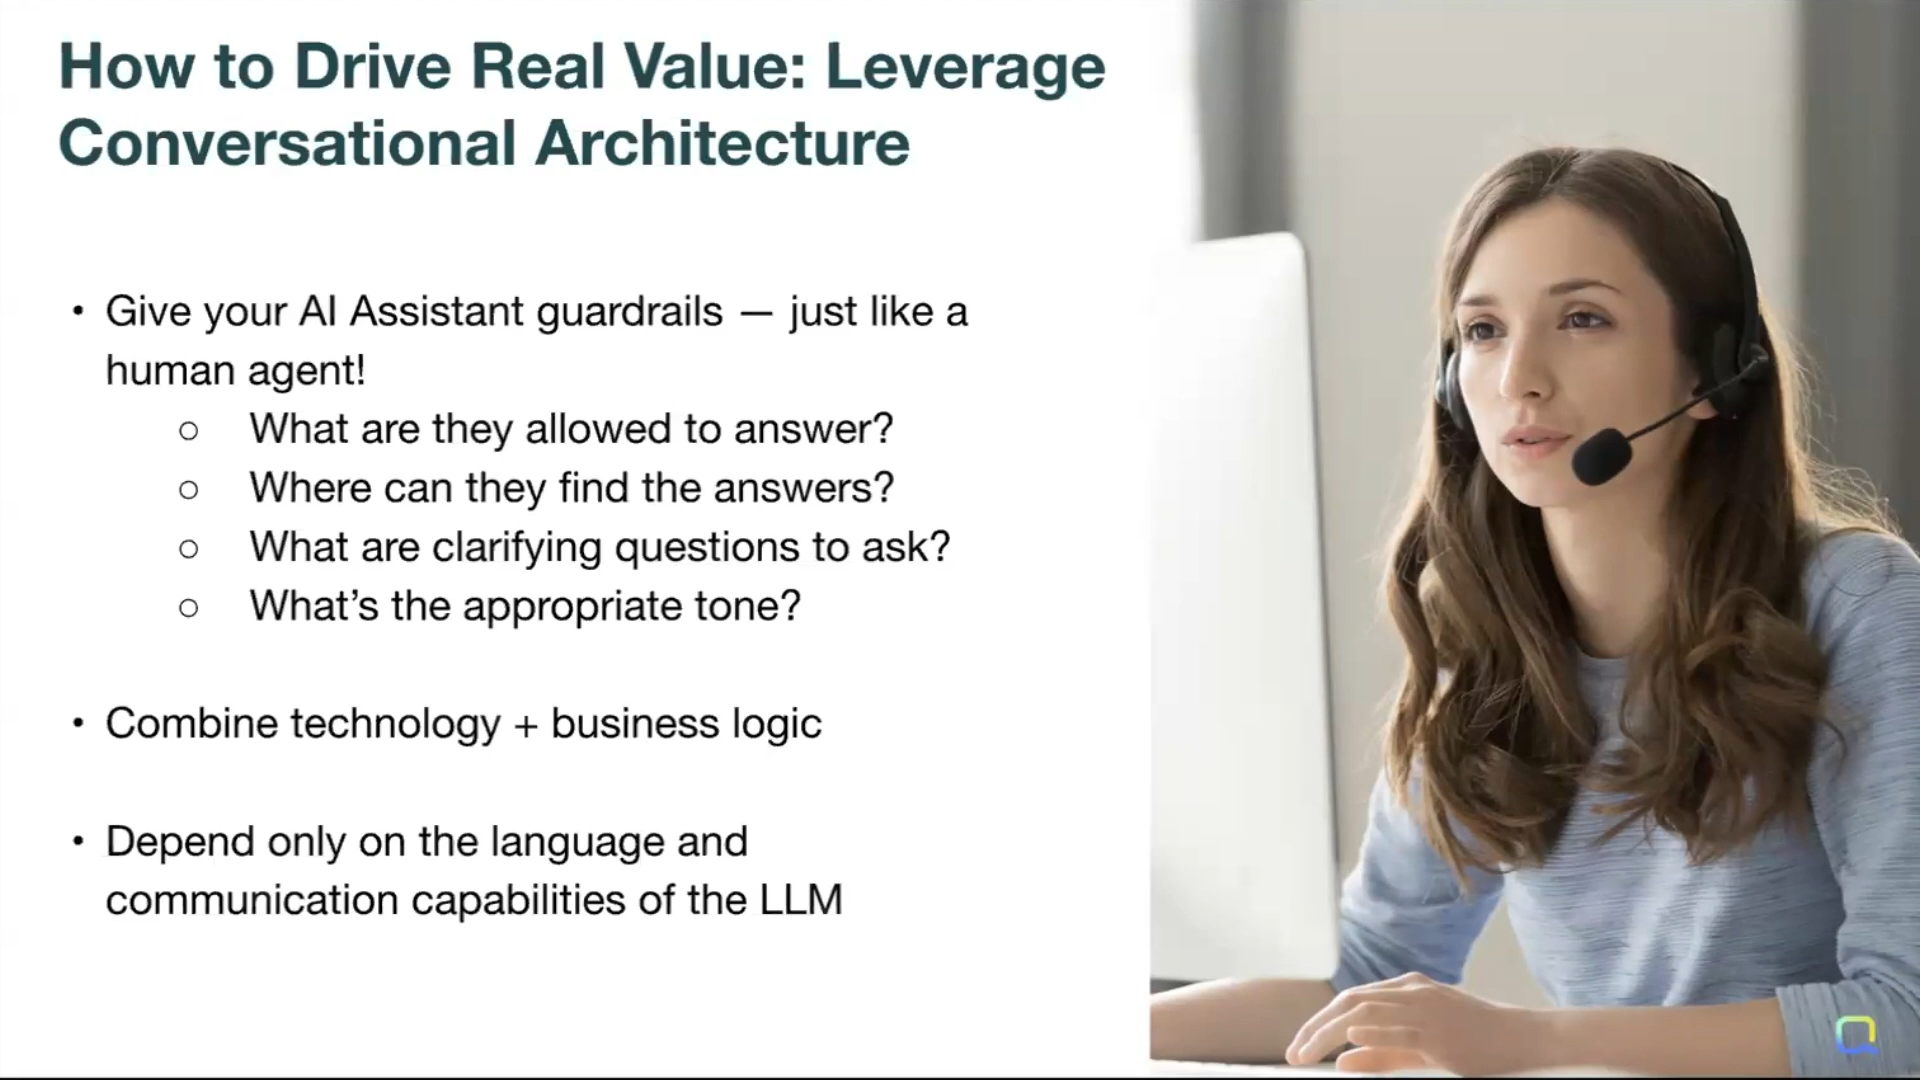 How to Drive Real Value: Leverage
Conversational Architecture
• Give your AI Assistant guardrails — just like a
human agent!
○ What are they allowed to answer?
○ Where can they find the answers?
○ What are clarifying questions to ask?
○ What’s the appropriate tone?
• Combine technology + business logic
• Depend only on the language and
communication capabilities of the LLM